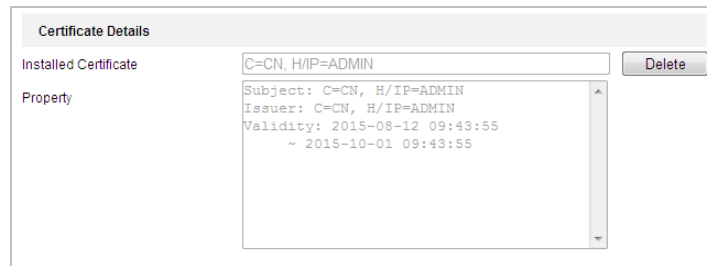 Certificate Details
Installed Certificate C=CN, H/IP=ADMIN Delete
Property
Subject: C=CN, H/IP=ADMIN
Issuer: C=CN, H/IP=ADMIN
Validity: 2015-08-12 09:43:55
~ 2015-10-01 09:43:55